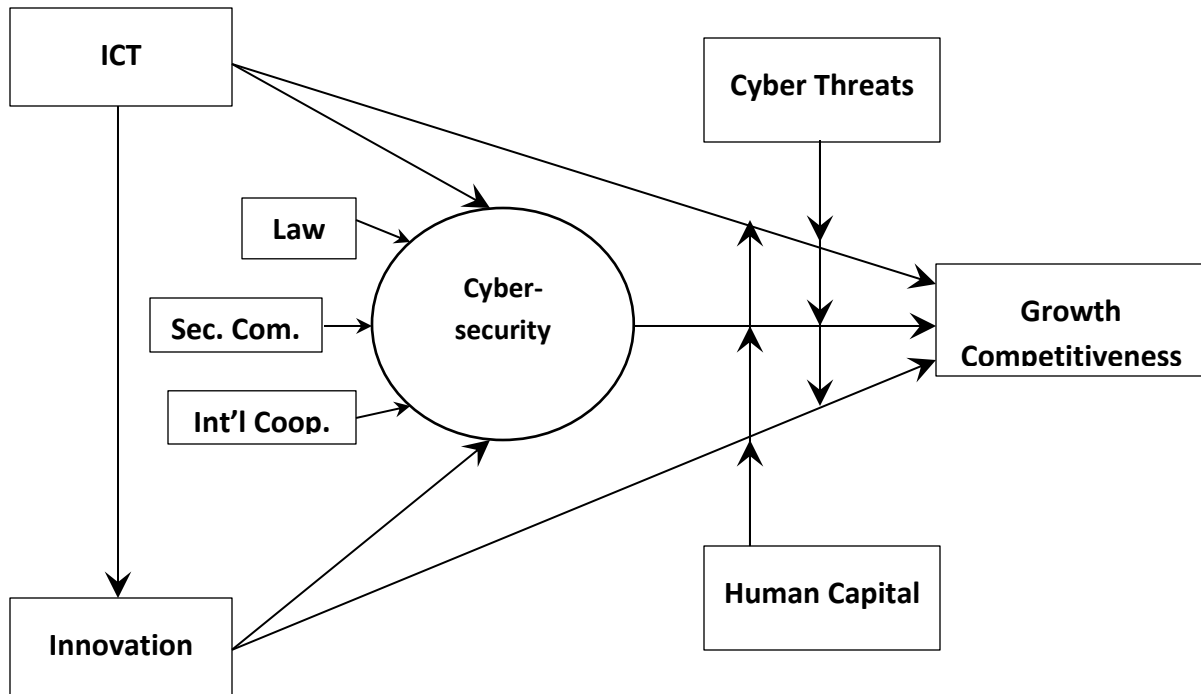 ICT
Cyber Threats
Law
Cyber-
security
Sec. Com.
Growth
Competitiveness
Int'l Coop.
Human Capital
Innovation